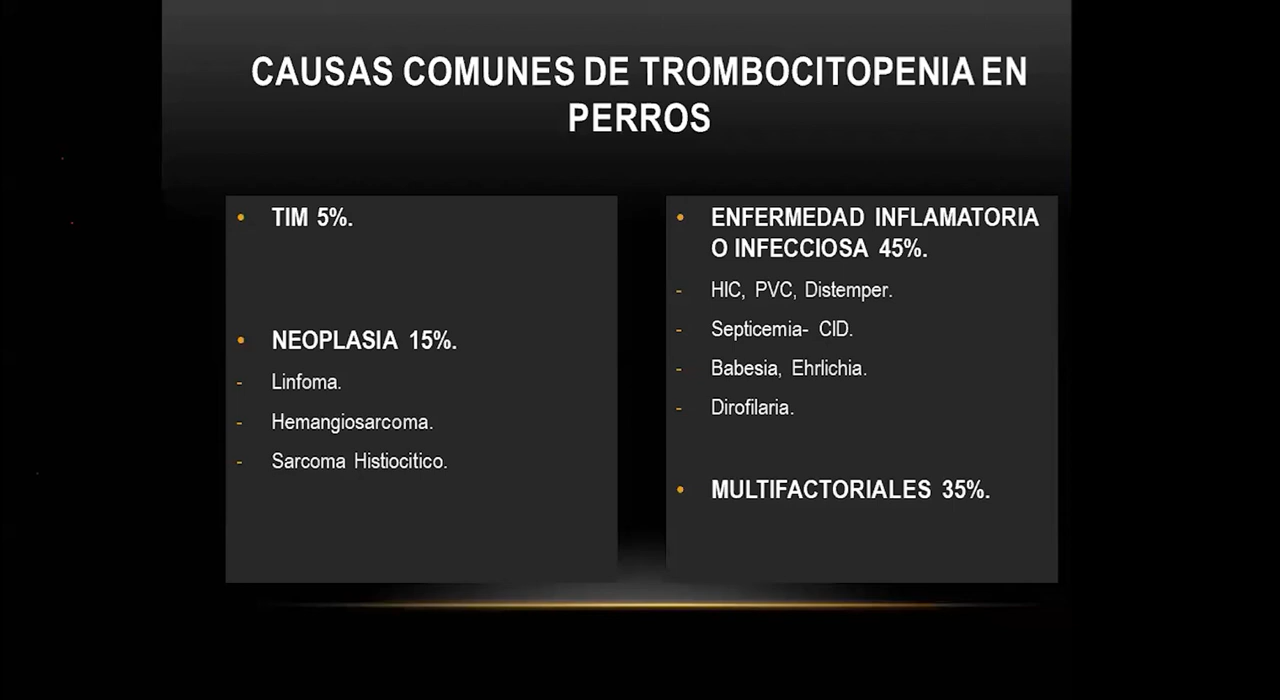 CAUSAS COMUNES DE TROMBOCITOPENIA EN
PERROS
• TIM 5%.
• NEOPLASIA 15%.
- Linfoma.
- Hemangiosarcoma.
- Sarcoma Histiocitico.
• ENFERMEDAD INFLAMATORIA
O INFECCIOSA 45%.
- HIC, PVC, Distemper.
- Septicemia- CID.
- Babesia, Ehrlichia.
- Dirofilaria.
• MULTIFACTORIALES 35%.